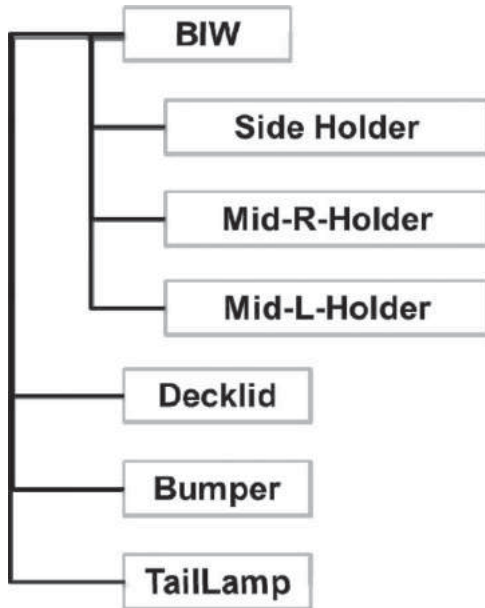 BIW
Side Holder
Mid-R-Holder
Mid-L-Holder
Decklid
Bumper
TailLamp